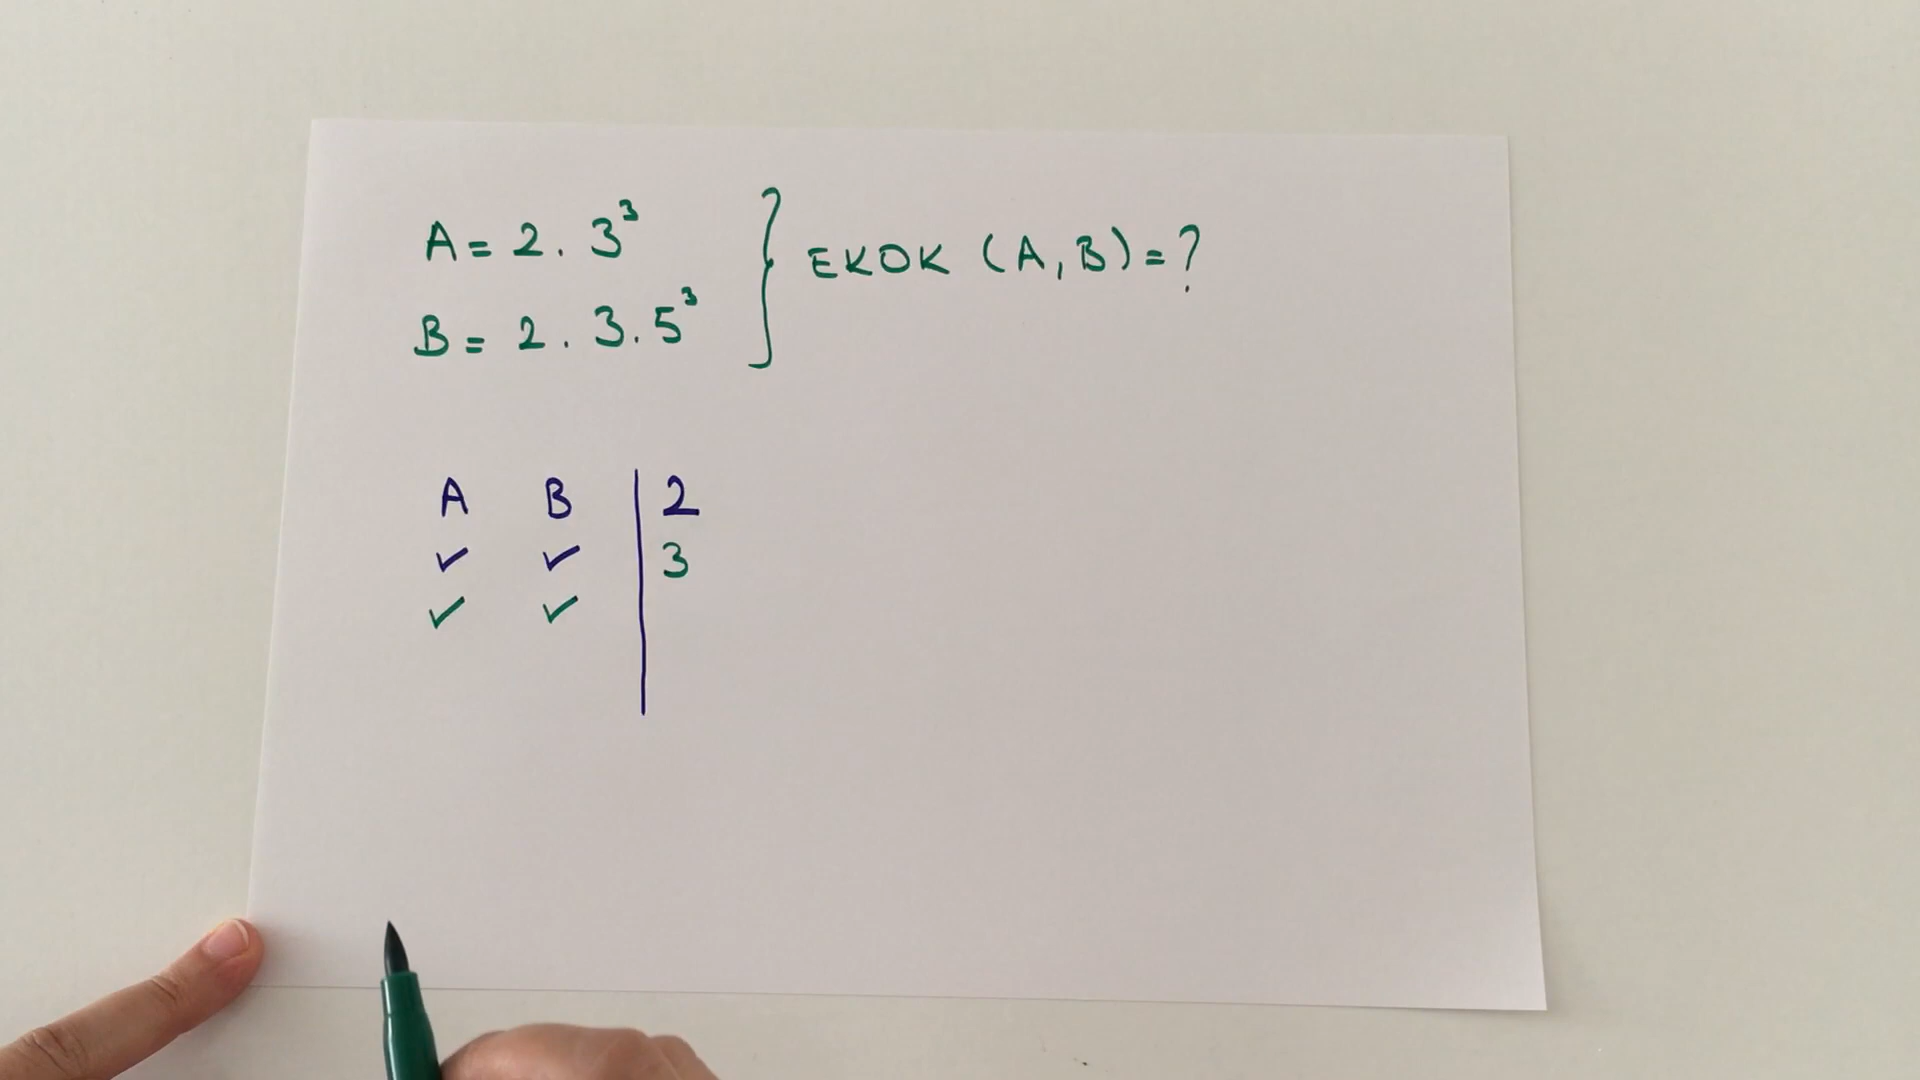 A = 2 . 3³
B = 2 . 3 . 5³
} EKOK (A, B) = ?
A B | 2
✓ ✓ | 3
✓ ✓ |